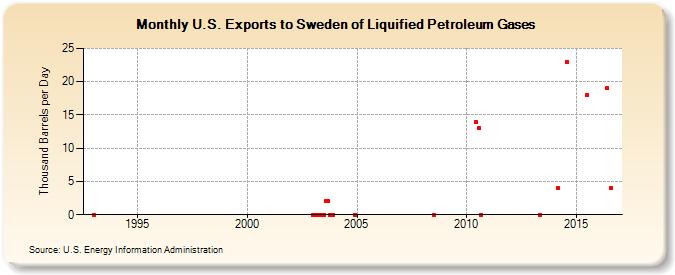 Monthly U.S. Exports to Sweden of Liquified Petroleum Gases
Thousand Barrels per Day
25
20
15
10
5
0
1995 2000 2005 2010 2015
Source: U.S. Energy Information Administration